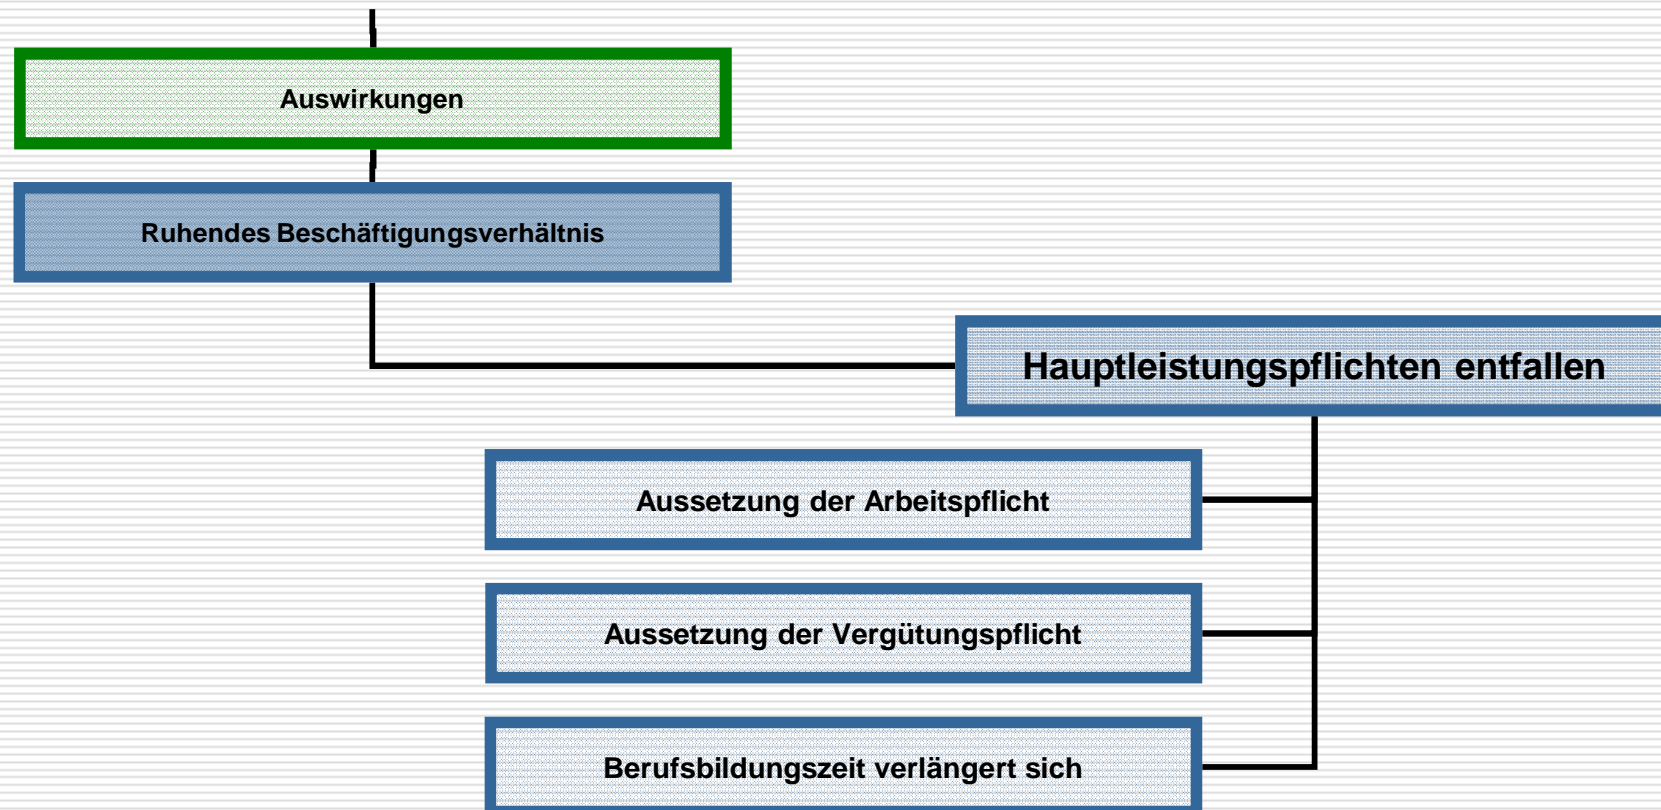 Auswirkungen
Ruhendes Beschäftigungsverhältnis
Hauptleistungspflichten entfallen
Aussetzung der Arbeitspflicht
Aussetzung der Vergütungspflicht
Berufsbildungszeit verlängert sich